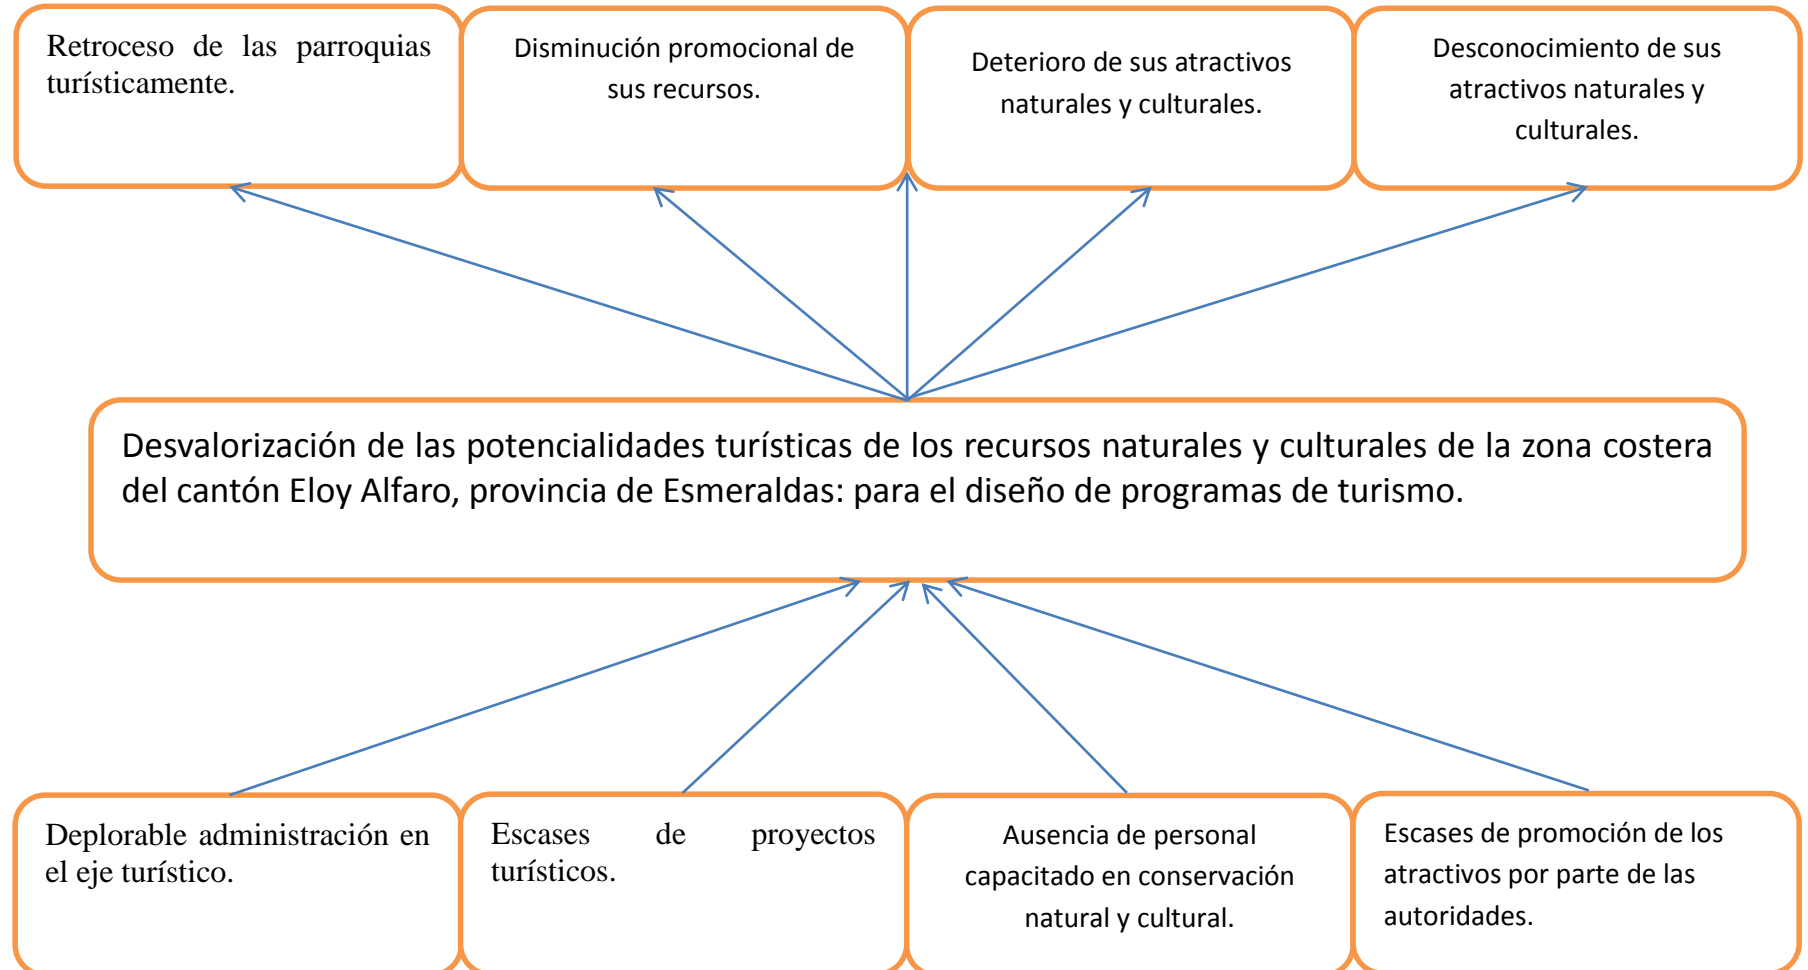 Retroceso de las parroquias
turísticamente.
Disminución promocional de
sus recursos.
Deterioro de sus atractivos
naturales y culturales.
Desconocimiento de sus
atractivos naturales y
culturales.
Desvalorización de las potencialidades turísticas de los recursos naturales y culturales de la zona costera
del cantón Eloy Alfaro, provincia de Esmeraldas: para el diseño de programas de turismo.
Deplorable administración en
el eje turístico.
Escases de proyectos
turísticos.
Ausencia de personal
capacitado en conservación
natural y cultural.
Escases de promoción de los
atractivos por parte de las
autoridades.